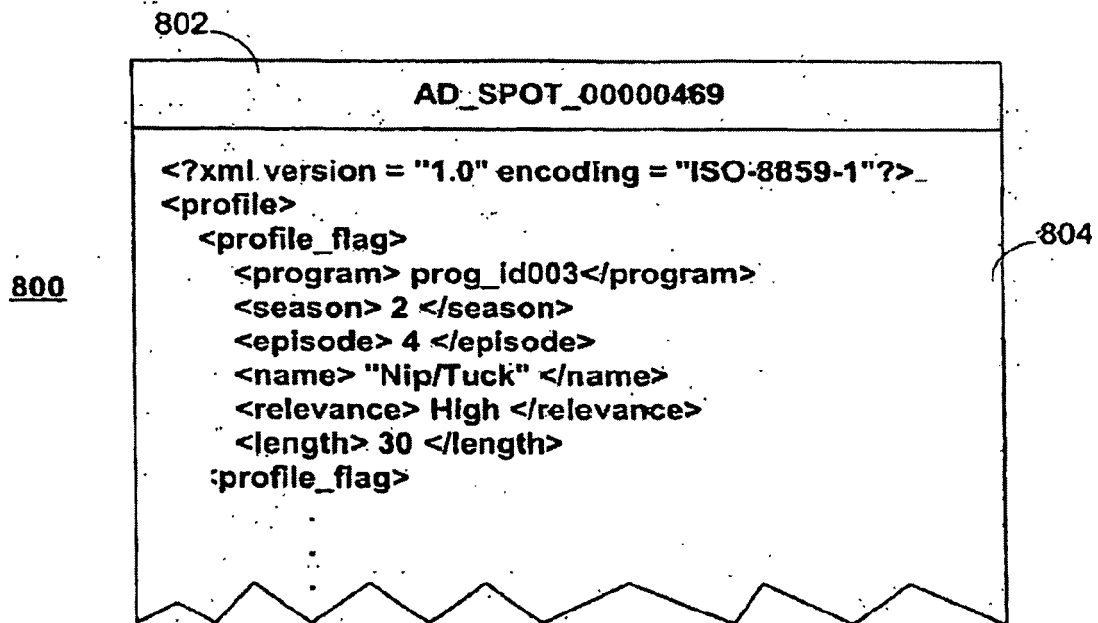 802
AD_SPOT_00000469
<?xml version = "1.0" encoding = "ISO-8859-1"?>
<profile>
<profile_flag>
804
<program> prog_id003</program>
800
<season> 2 </season>
<episode> 4 </episode>
<name> "Nip/Tuck" </name>
<relevance> High </relevance>
<length> 30 </length>
<profile_flag>